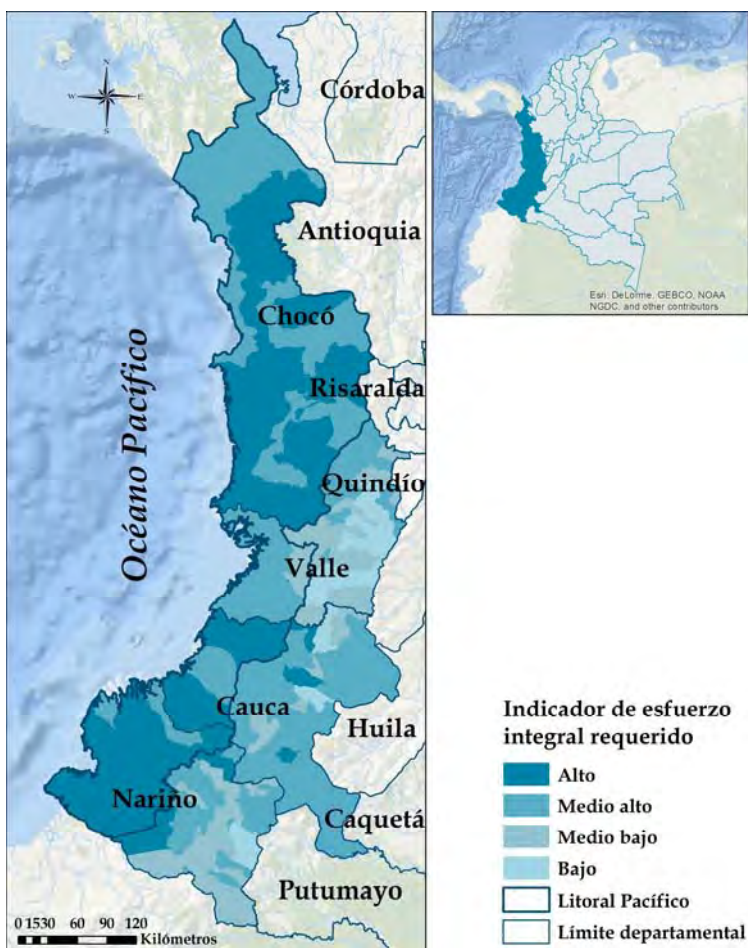 N
W
E
S
Córdoba
Antioquia
Chocó
Risaralda
Océano Pacífico
Quindío
Valle
Cauca
Huila
Nariño
Caquetá
Putumayo
0 15 30 60 90 120
Kilómetros
Esri, DeLorme, GEBCO, NOAA
NGDC, and other contributors
Indicador de esfuerzo
integral requerido
Alto
Medio alto
Medio bajo
Bajo
Litoral Pacífico
Límite departamental